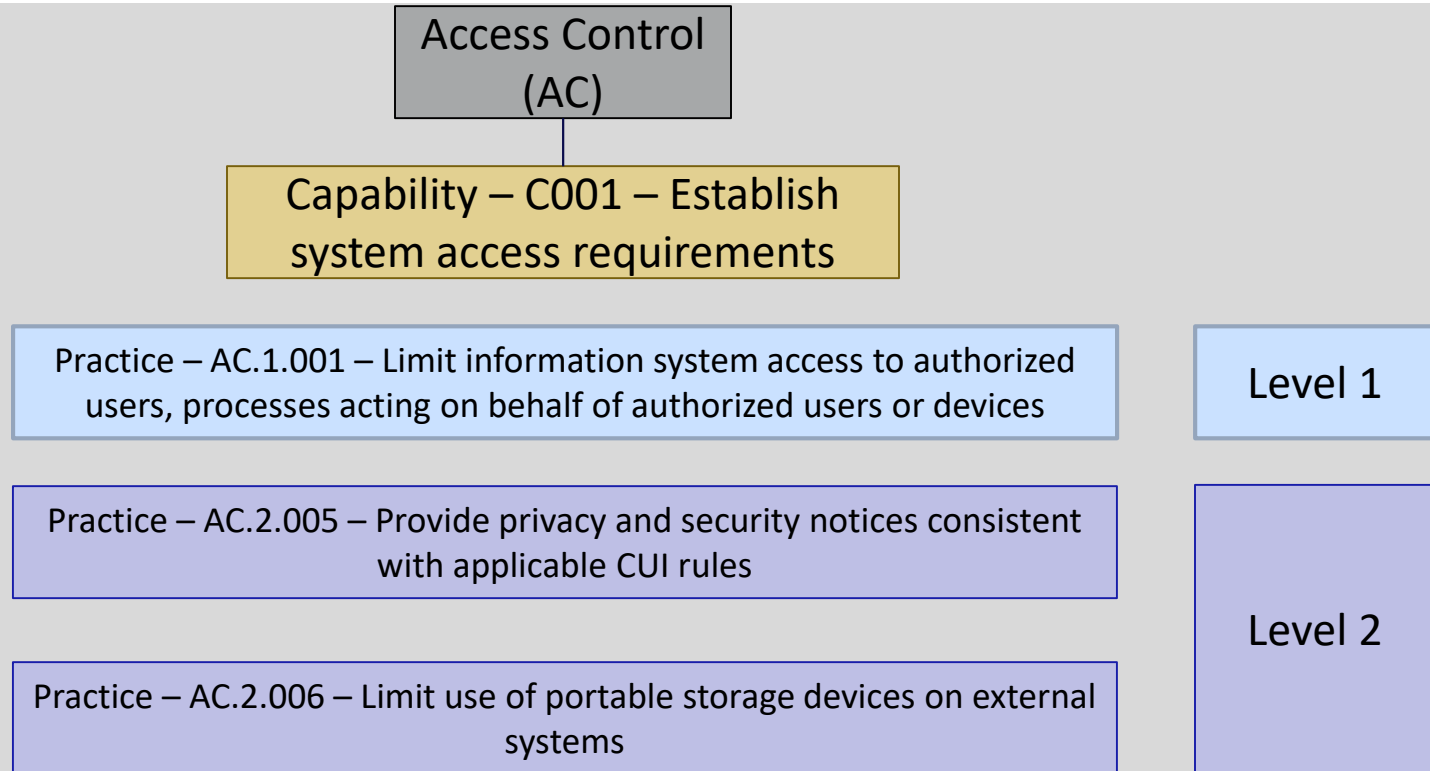 Access Control
(AC)
Capability – C001 – Establish
system access requirements
Practice – AC.1.001 – Limit information system access to authorized
users, processes acting on behalf of authorized users or devices
Level 1
Practice – AC.2.005 – Provide privacy and security notices consistent
with applicable CUI rules
Level 2
Practice – AC.2.006 – Limit use of portable storage devices on external
systems